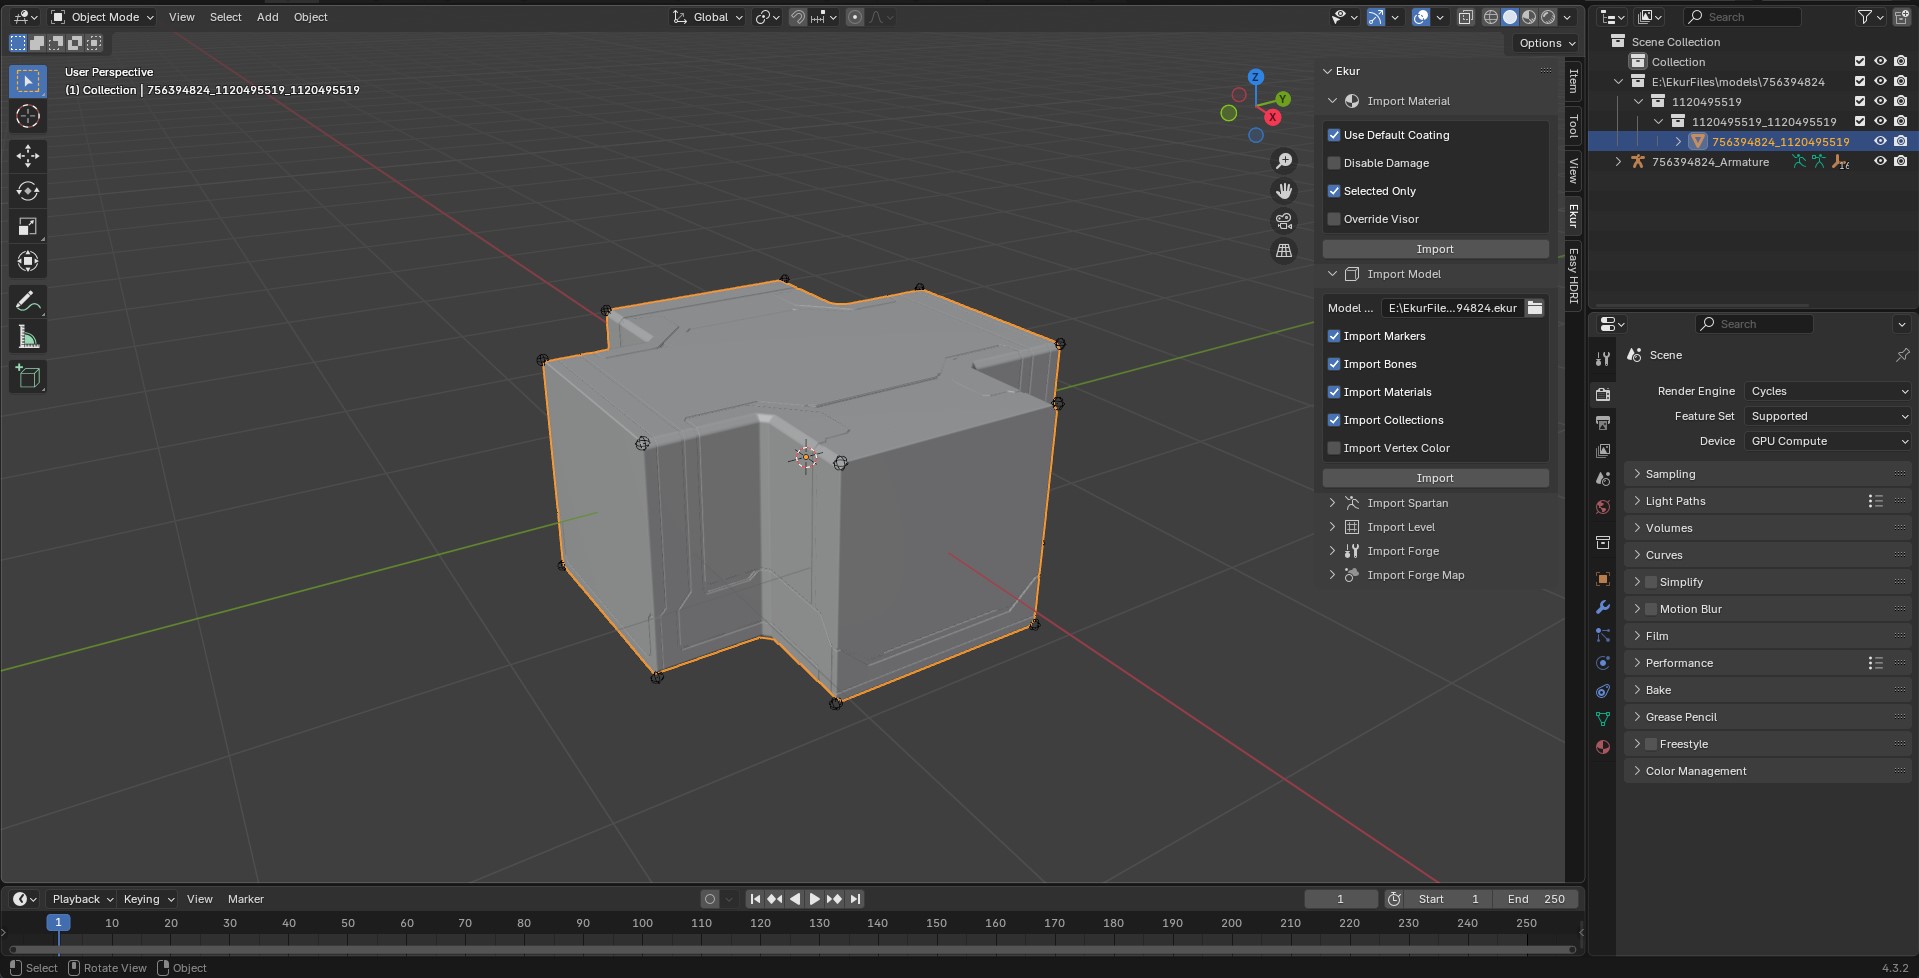 Object Mode View Select Add Object Global Search
Options
User Perspective
(1) Collection | 756394824_1120495519_1120495519
Z
Y
X
Ekur
Import Material
Use Default Coating
Disable Damage
Selected Only
Override Visor
Import
Import Model
Model ... E:\EkurFile...94824.ekur
Import Markers
Import Bones
Import Materials
Import Collections
Import Vertex Color
Import
Import Spartan
Import Level
Import Forge
Import Forge Map
Item
Tool
View
Ekur
Easy HDRI
Scene Collection
Collection
E:\EkurFiles\models\756394824
1120495519
1120495519_1120495519
756394824_1120495519
756394824_Armature 16
Search
Scene
Render Engine Cycles
Feature Set Supported
Device GPU Compute
Sampling
Light Paths
Volumes
Curves
Simplify
Motion Blur
Film
Performance
Bake
Grease Pencil
Freestyle
Color Management
Playback Keying View Marker 1 Start 1 End 250
1 10 20 30 40 50 60 70 80 90 100 110 120 130 140 150 160 170 180 190 200 210 220 230 240 250
Select Rotate View Object 4.3.2